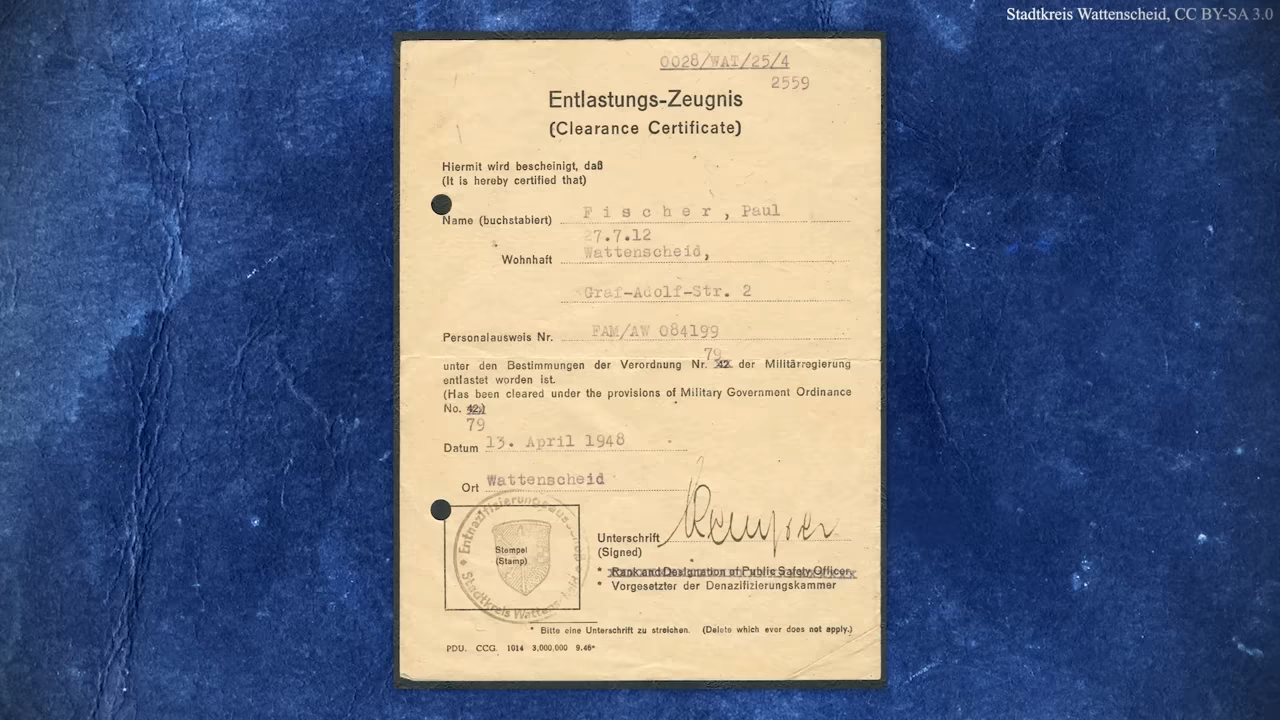 Stadtkreis Wattenscheid, CC BY-SA 3.0
0028/WAT/25/4
2559
Entlastungs-Zeugnis
(Clearance Certificate)
Hiermit wird bescheinigt, daß
(It is hereby certified that)
Name (buchstabiert) Fischer, Paul
27.7.12
Wohnhaft Wattenscheid,
Graf-Adolf-Str. 2
Personalausweis Nr. FAM/AW 084199
79
unter den Bestimmungen der Verordnung Nr. 42 der Militärregierung
entlastet worden ist.
(Has been cleared under the provisions of Military Government Ordinance
No. 42.)
79
Datum 13. April 1948
Ort Wattenscheid
Entnazifizierungsausschuß
Stadtkreis Wattenscheid
Stempel
(Stamp)
Unterschrift
(Signed)
* Rank and Designation of Public Safety Officer.
* Vorgesetzter der Denazifizierungskammer
* Bitte eine Unterschrift zu streichen. (Delete which ever does not apply.)
PDU. CCG. 1014 3,000,000 9.46*